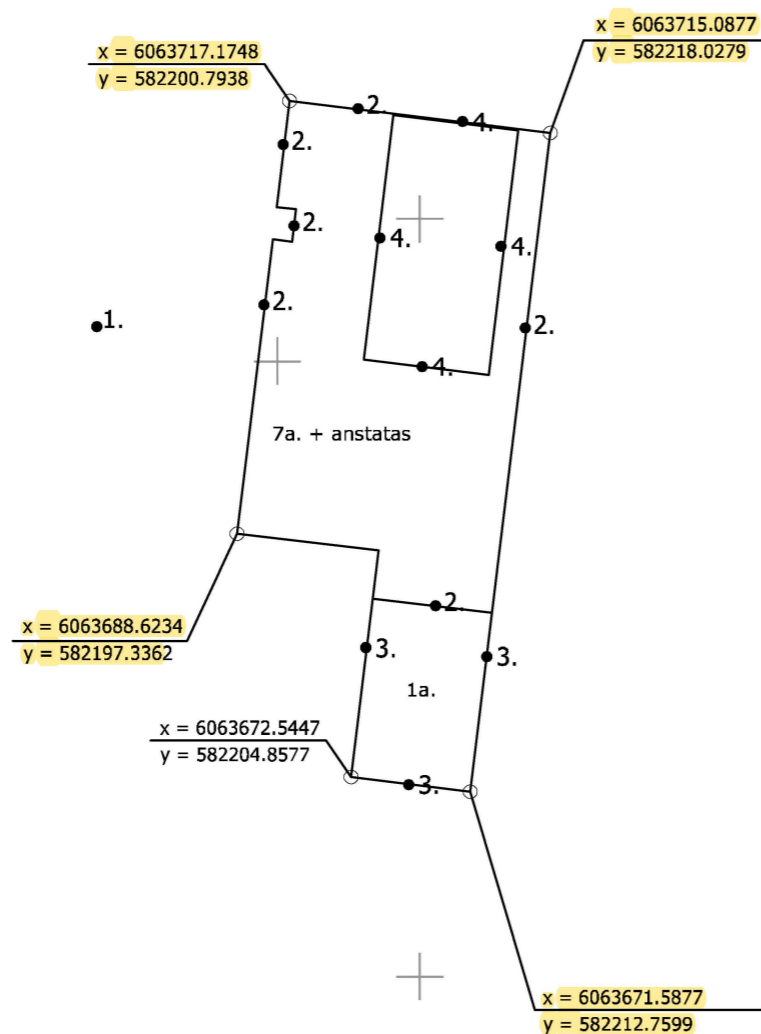 x = 6063715.0877
y = 582218.0279
x = 6063717.1748
y = 582200.7938
2.
4.
2.
2.
4.
4.
2.
1.
2.
4.
7a. + anstatas
2.
x = 6063688.6234
y = 582197.3362
3.
3.
1a.
x = 6063672.5447
y = 582204.8577
3.
x = 6063671.5877
y = 582212.7599